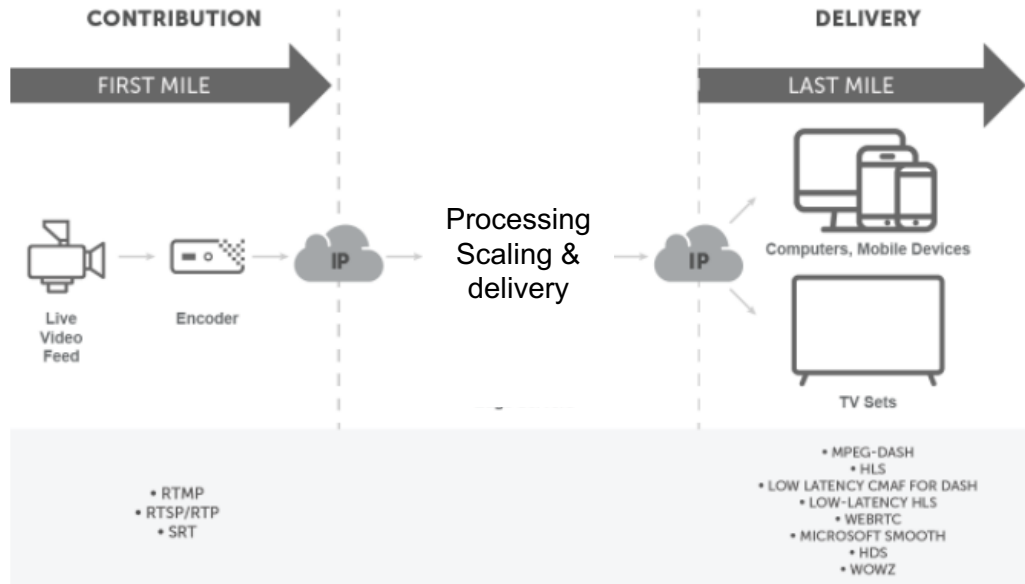 CONTRIBUTION
DELIVERY
FIRST MILE
LAST MILE
Live
Video
Feed
Encoder
IP
Processing
Scaling &
delivery
IP
Computers, Mobile Devices
TV Sets
• RTMP
• RTSP/RTP
• SRT
• MPEG-DASH
• HLS
• LOW LATENCY CMAF FOR DASH
• LOW-LATENCY HLS
• WEBRTC
• MICROSOFT SMOOTH
• HDS
• WOWZ